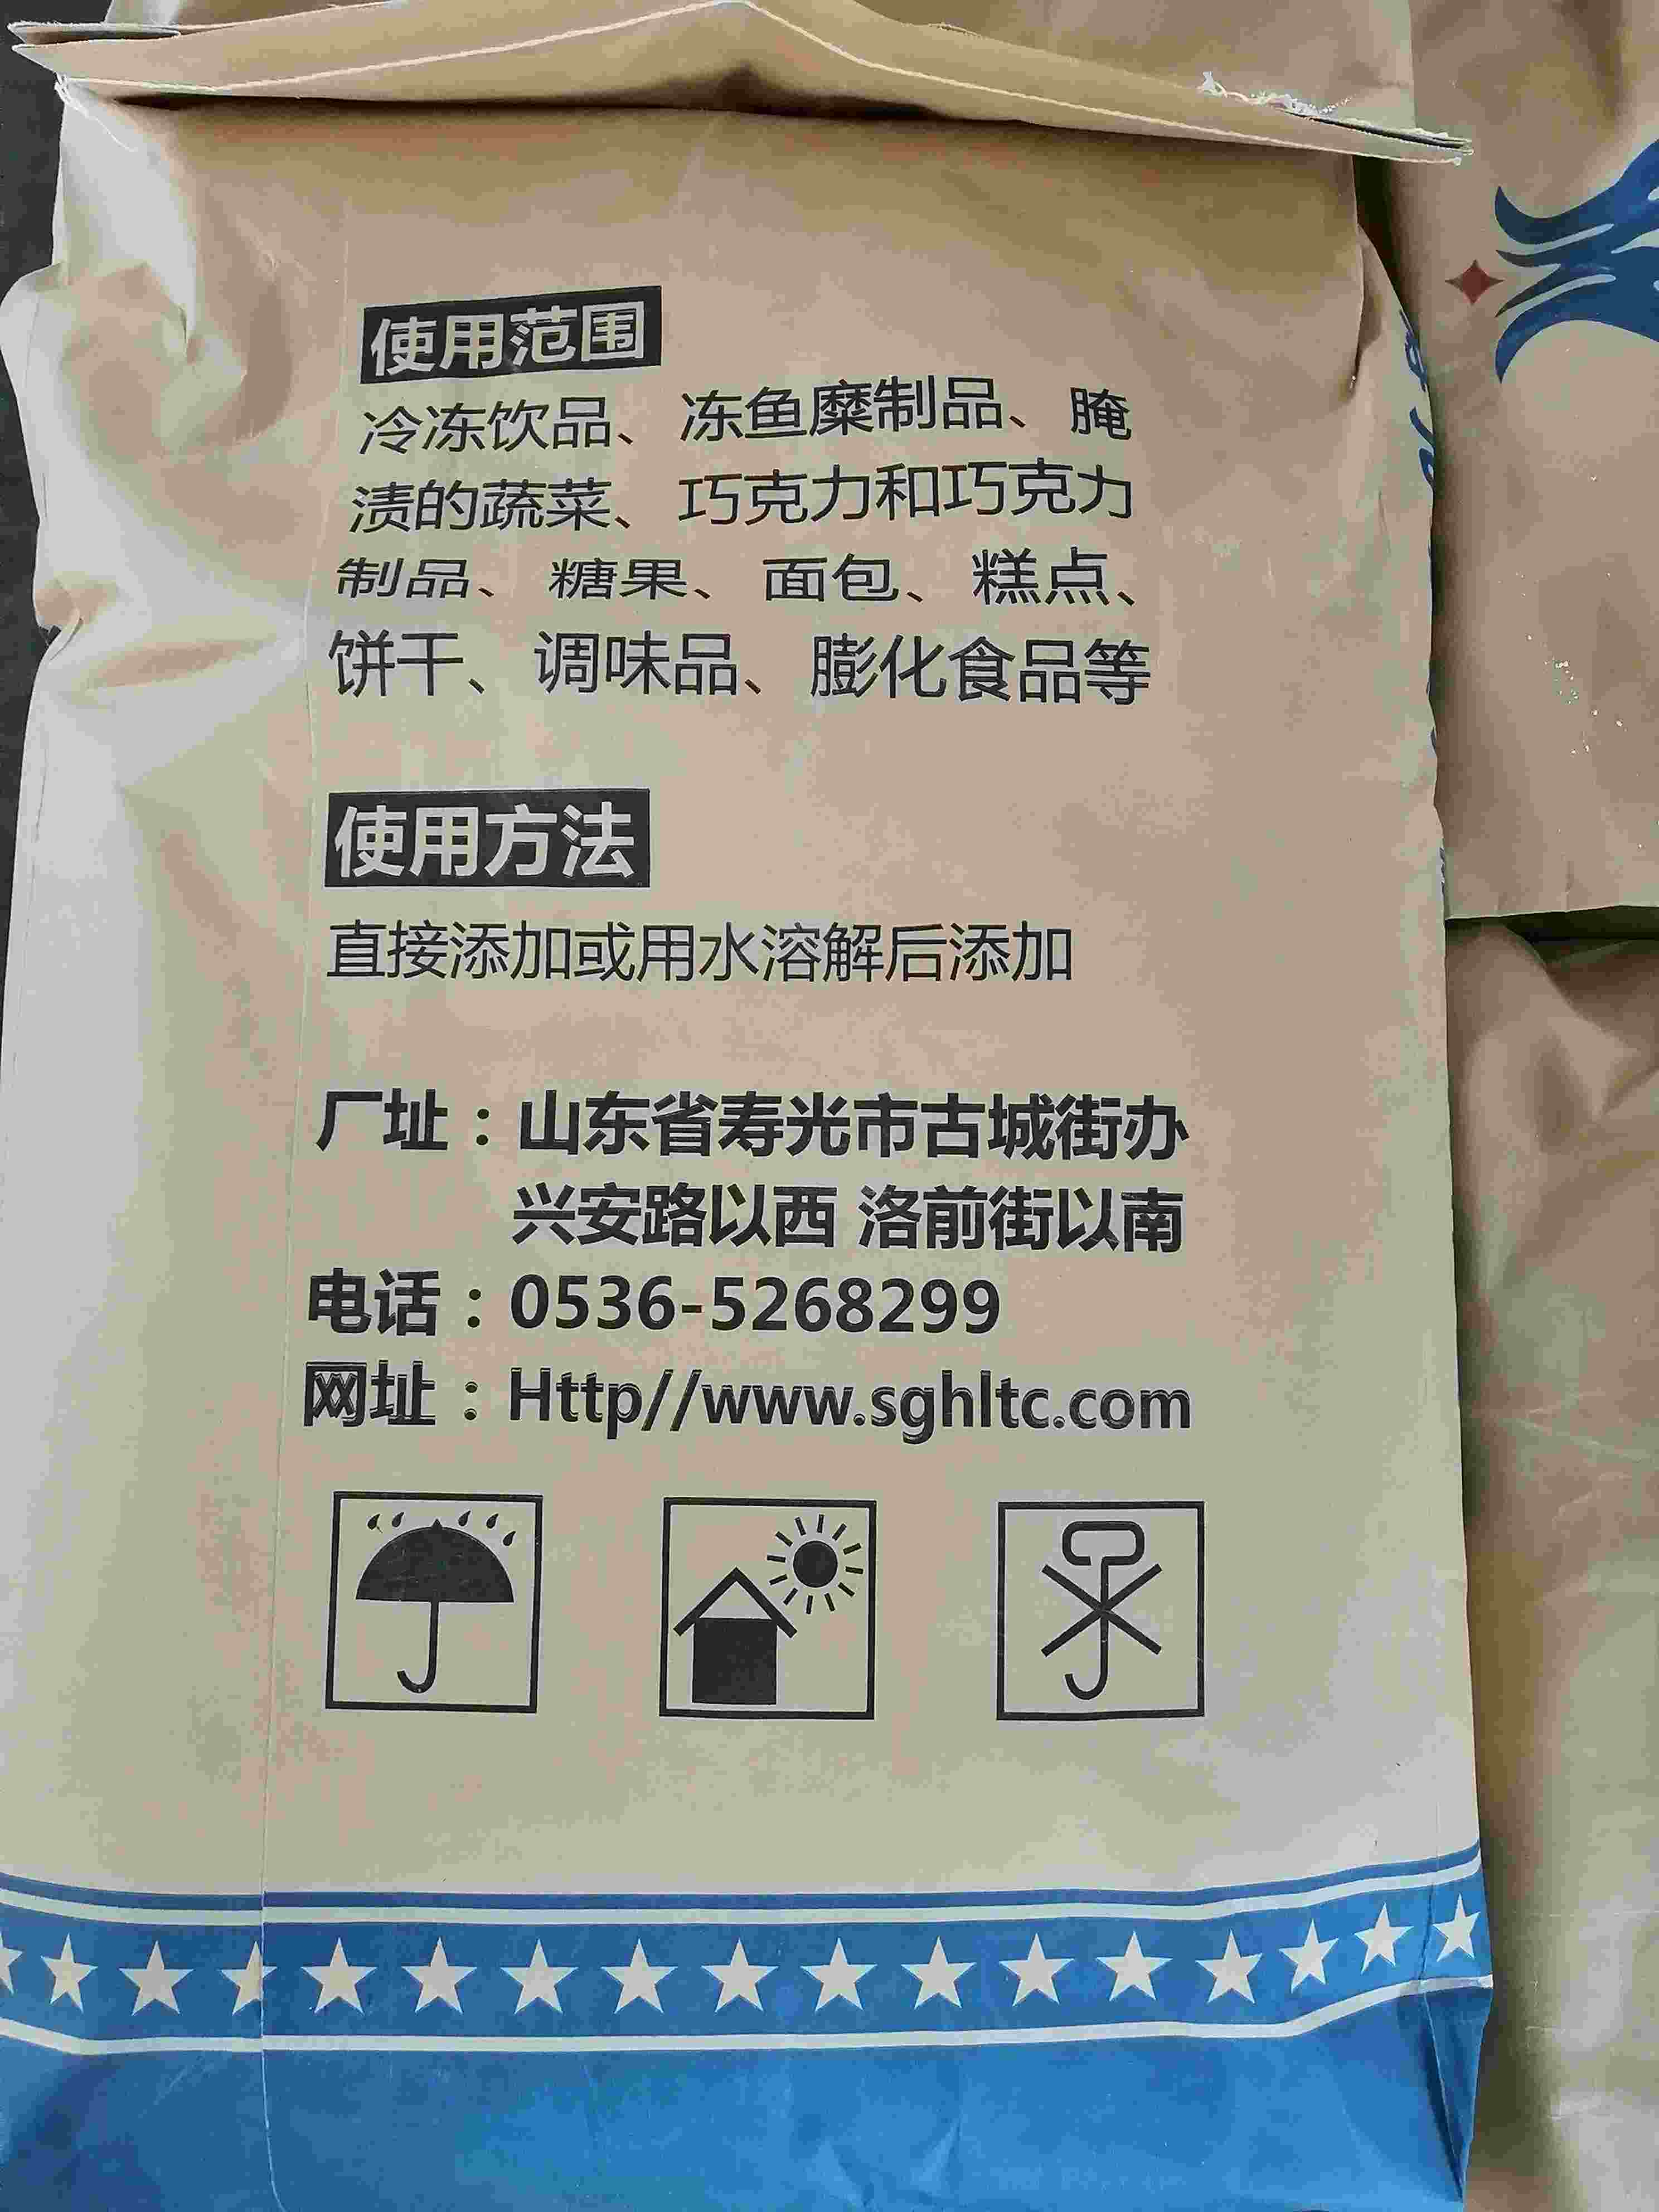 使用范围
冷冻饮品、冻鱼糜制品、腌
渍的蔬菜、巧克力和巧克力
制品、糖果、面包、糕点、
饼干、调味品、膨化食品等
使用方法
直接添加或用水溶解后添加
厂址：山东省寿光市古城街办
兴安路以西 洛前街以南
电话：0536-5268299
网址：Http//www.sghltc.com